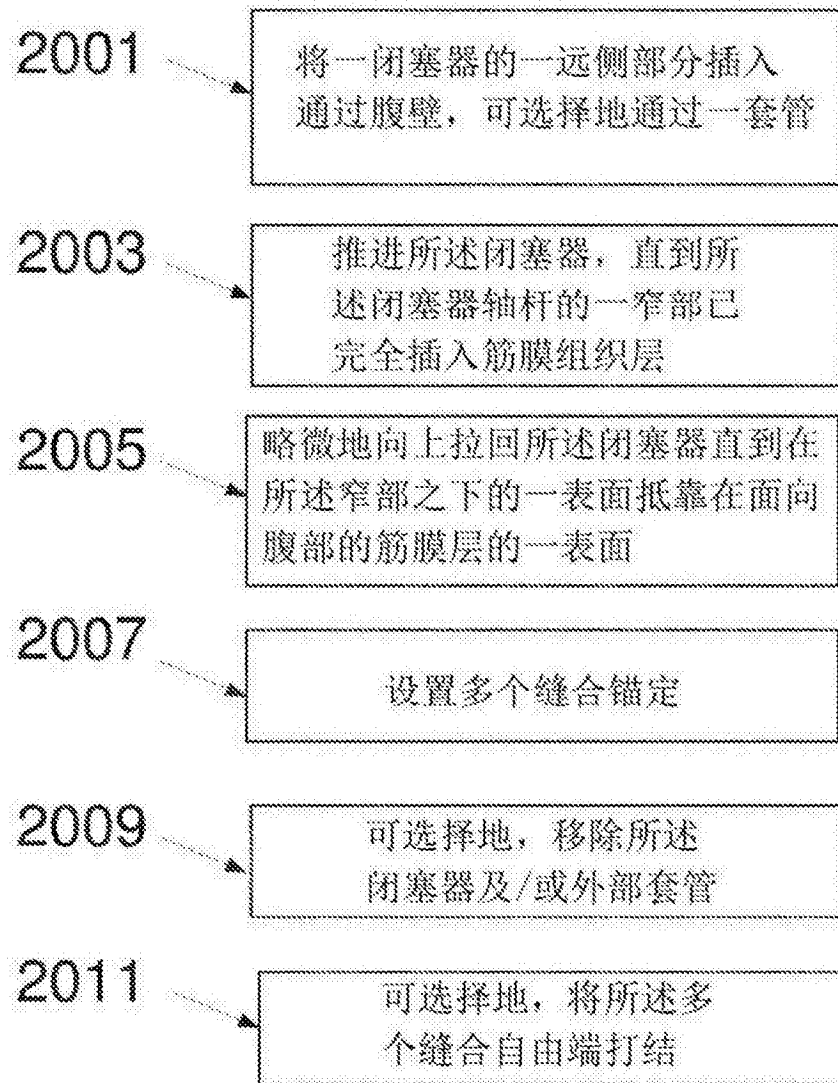 2001
将一闭塞器的一远侧部分插入
通过腹壁，可选择地通过一套管
2003
推进所述闭塞器，直到所
述闭塞器轴杆的一窄部已
完全插入筋膜组织层
2005
略微地向上拉回所述闭塞器直到在
所述窄部之下的一表面抵靠在面向
腹部的筋膜层的一表面
2007
设置多个缝合锚定
2009
可选择地，移除所述
闭塞器及/或外部套管
2011
可选择地，将所述多
个缝合自由端打结